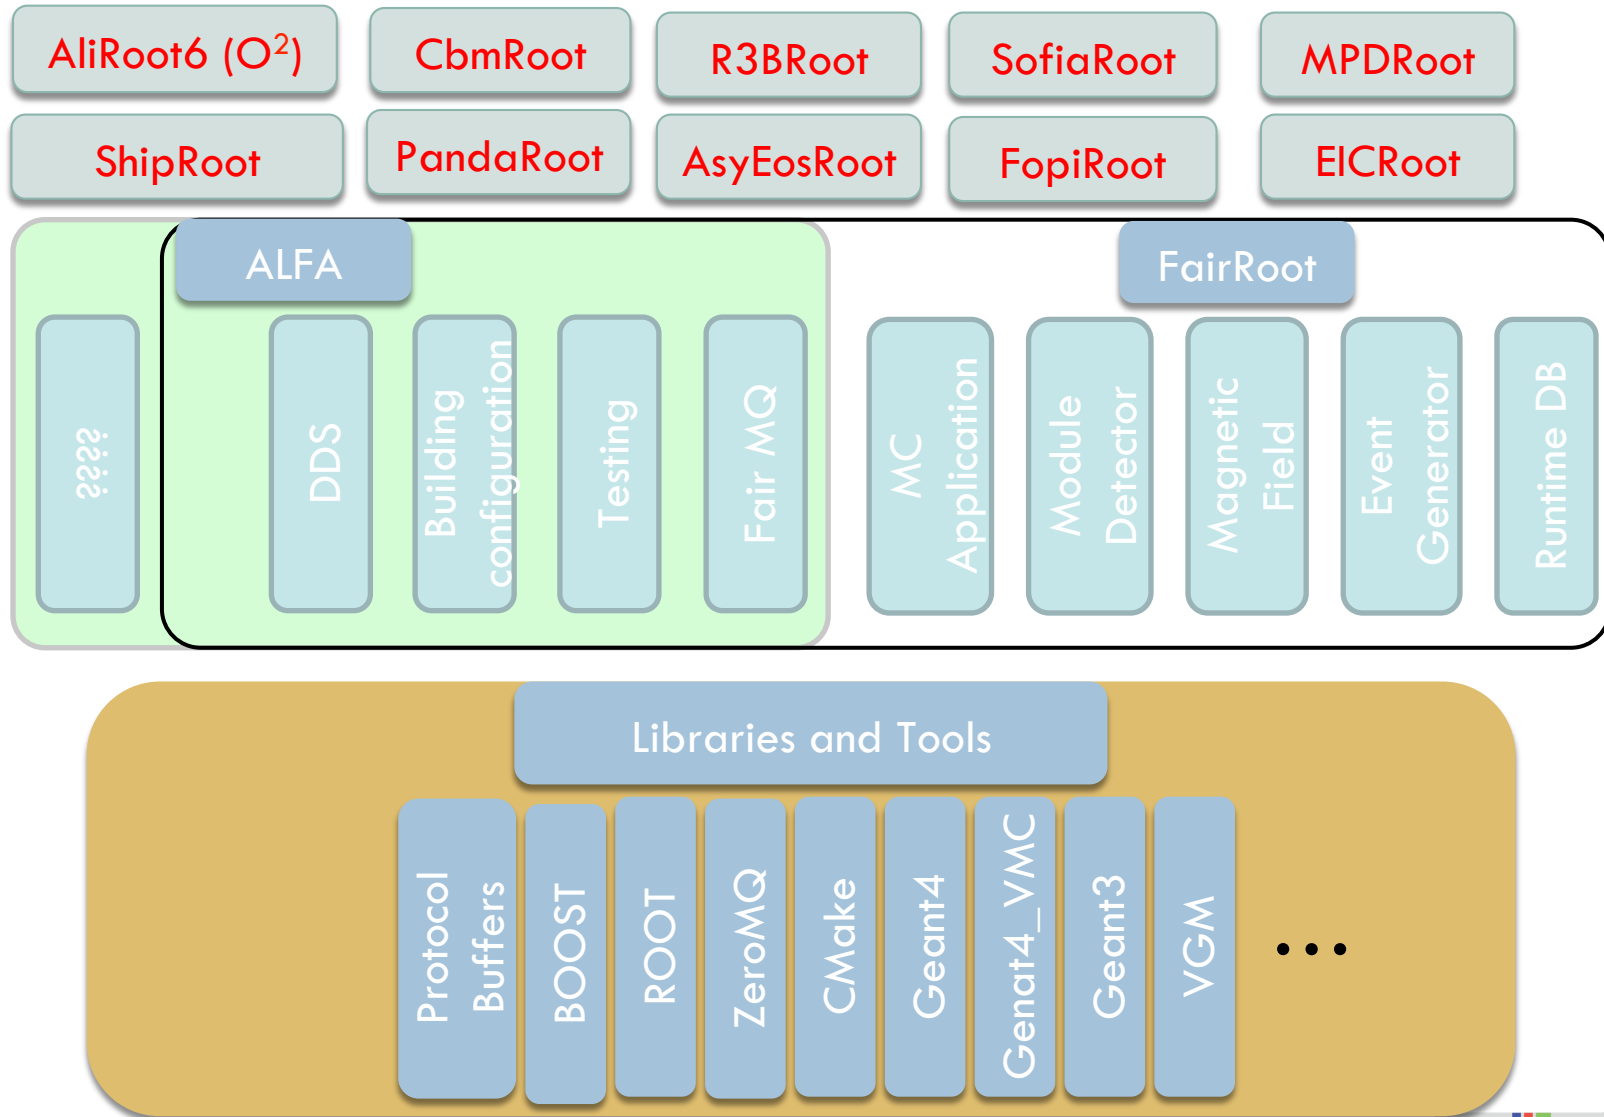 AliRoot6 (O²)
CbmRoot
R3BRoot
SofiaRoot
MPDRoot
ShipRoot
PandaRoot
AsyEosRoot
FopiRoot
EICRoot
ALFA
FairRoot
????
DDS
Building
configuration
Testing
Fair MQ
MC
Application
Module
Detector
Magnetic
Field
Event
Generator
Runtime DB
Libraries and Tools
Protocol
Buffers
BOOST
ROOT
ZeroMQ
CMake
Geant4
Genat4_VMC
Geant3
VGM
...